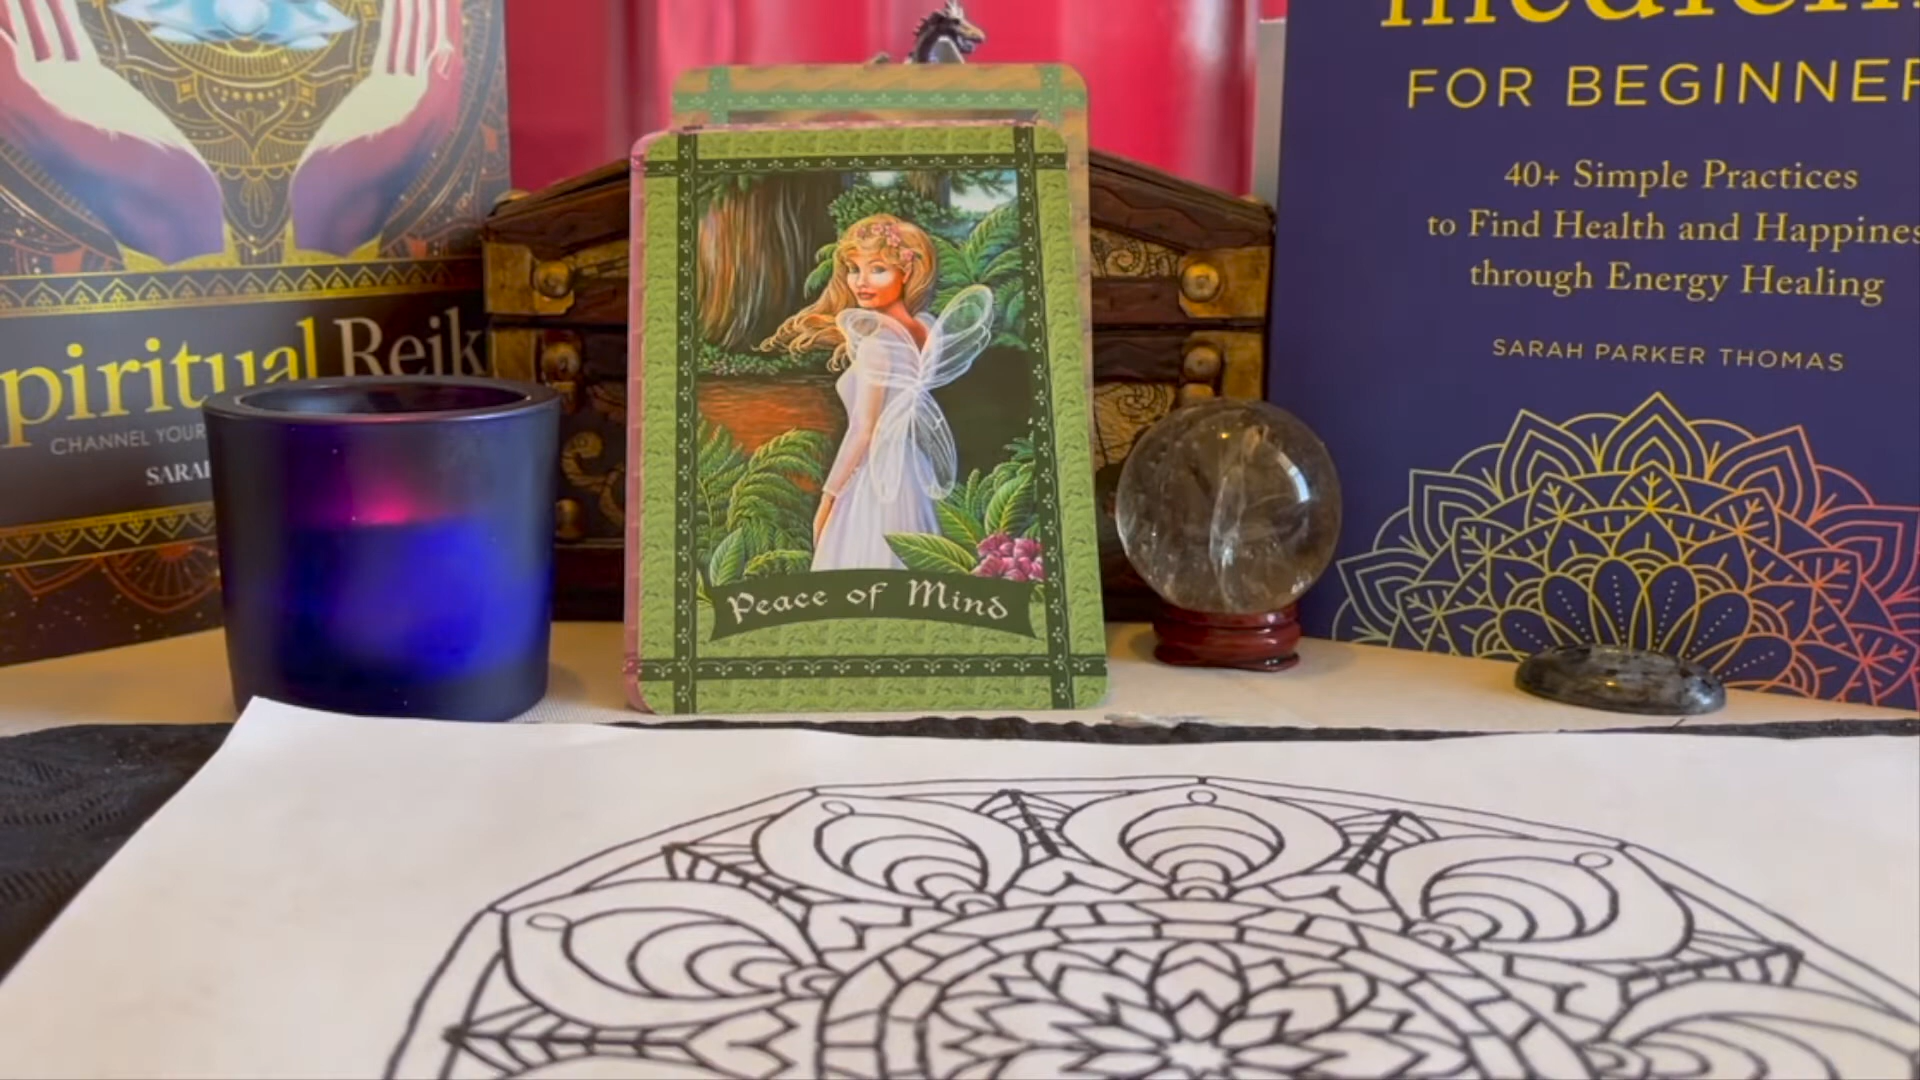 piritual Reik
CHANNEL YOUR
SARAH
Peace of Mind
FOR BEGINNER
40+ Simple Practices
to Find Health and Happines
through Energy Healing
SARAH PARKER THOMAS